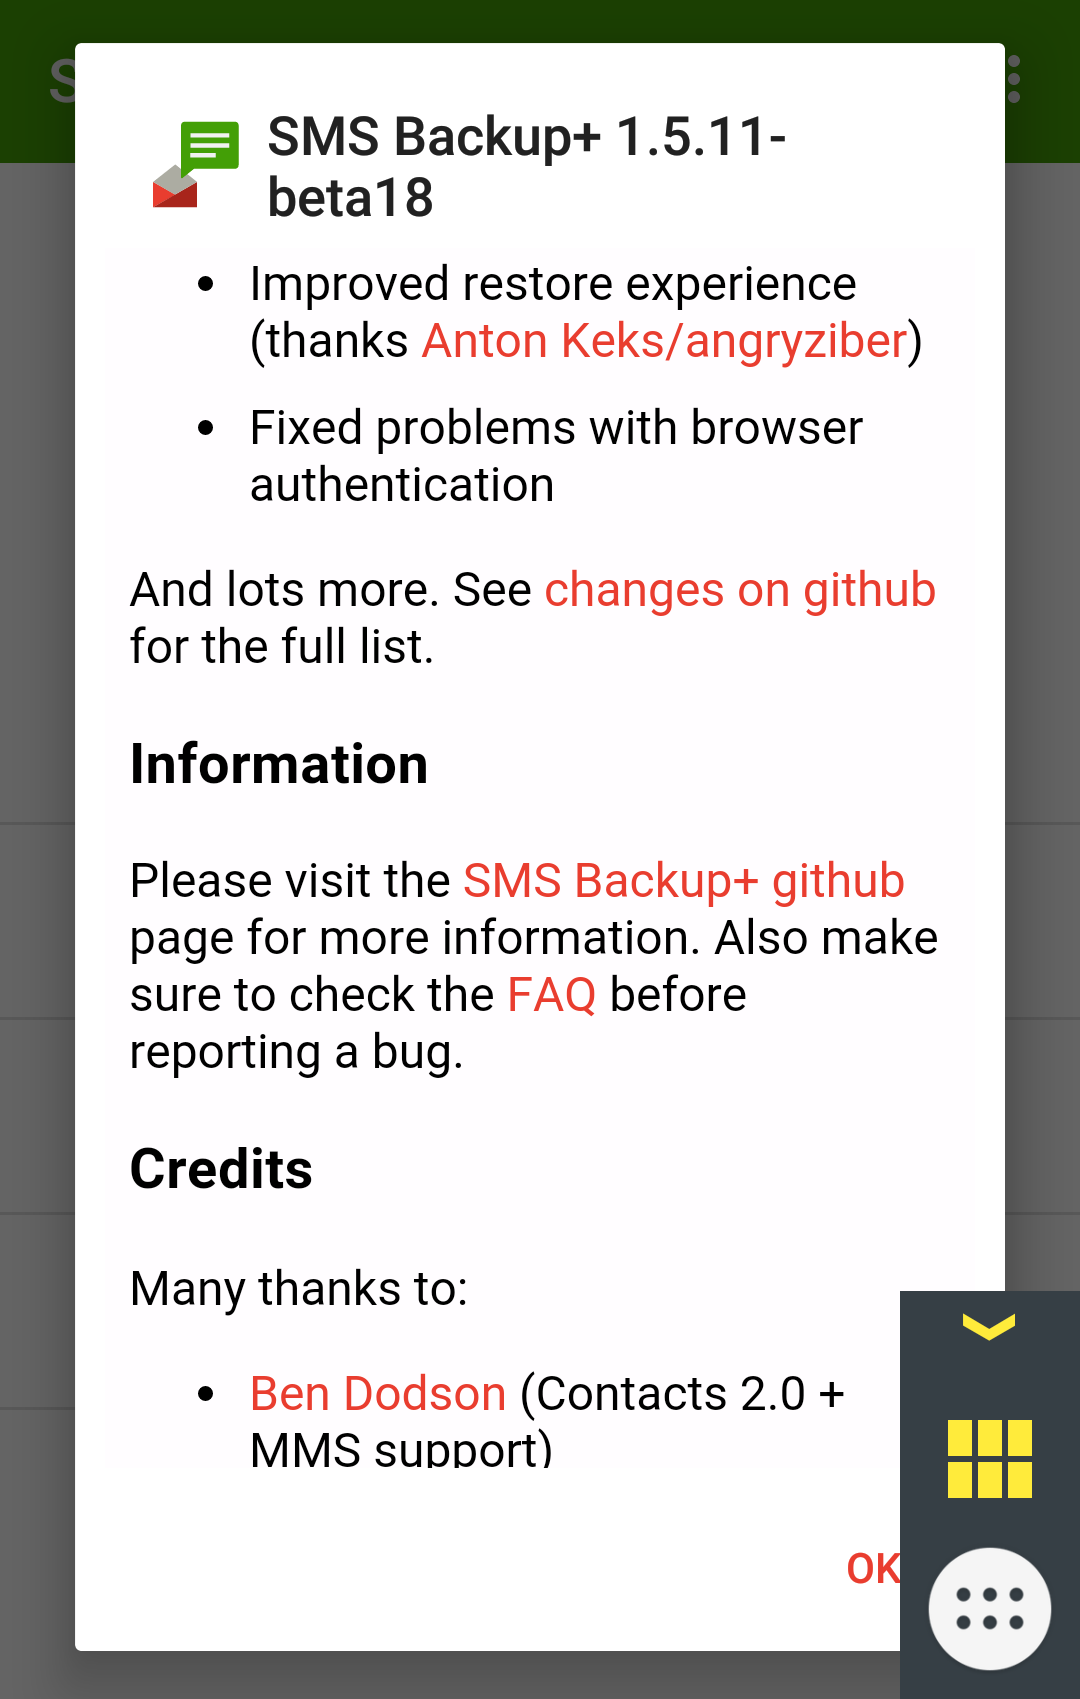 S
SMS Backup+ 1.5.11-
beta18
• Improved restore experience
(thanks Anton Keks/angryziber)
• Fixed problems with browser
authentication
And lots more. See changes on github
for the full list.
Information
Please visit the SMS Backup+ github
page for more information. Also make
sure to check the FAQ before
reporting a bug.
Credits
Many thanks to:
• Ben Dodson (Contacts 2.0 +
MMS support)
OK